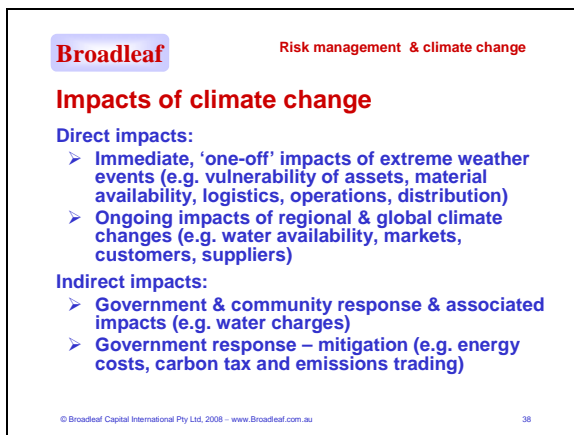 Broadleaf
Risk management & climate change
Impacts of climate change
Direct impacts:
➢ Immediate, ‘one-off’ impacts of extreme weather
events (e.g. vulnerability of assets, material
availability, logistics, operations, distribution)
➢ Ongoing impacts of regional & global climate
changes (e.g. water availability, markets,
customers, suppliers)
Indirect impacts:
➢ Government & community response & associated
impacts (e.g. water charges)
➢ Government response – mitigation (e.g. energy
costs, carbon tax and emissions trading)
© Broadleaf Capital International Pty Ltd, 2008 – www.Broadleaf.com.au
38